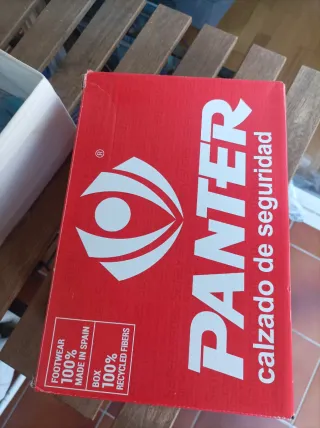 PANTER
calzado de seguridad
®
FOOTWEAR
100%
MADE IN SPAIN
BOX
100%
RECYCLED FIBERS